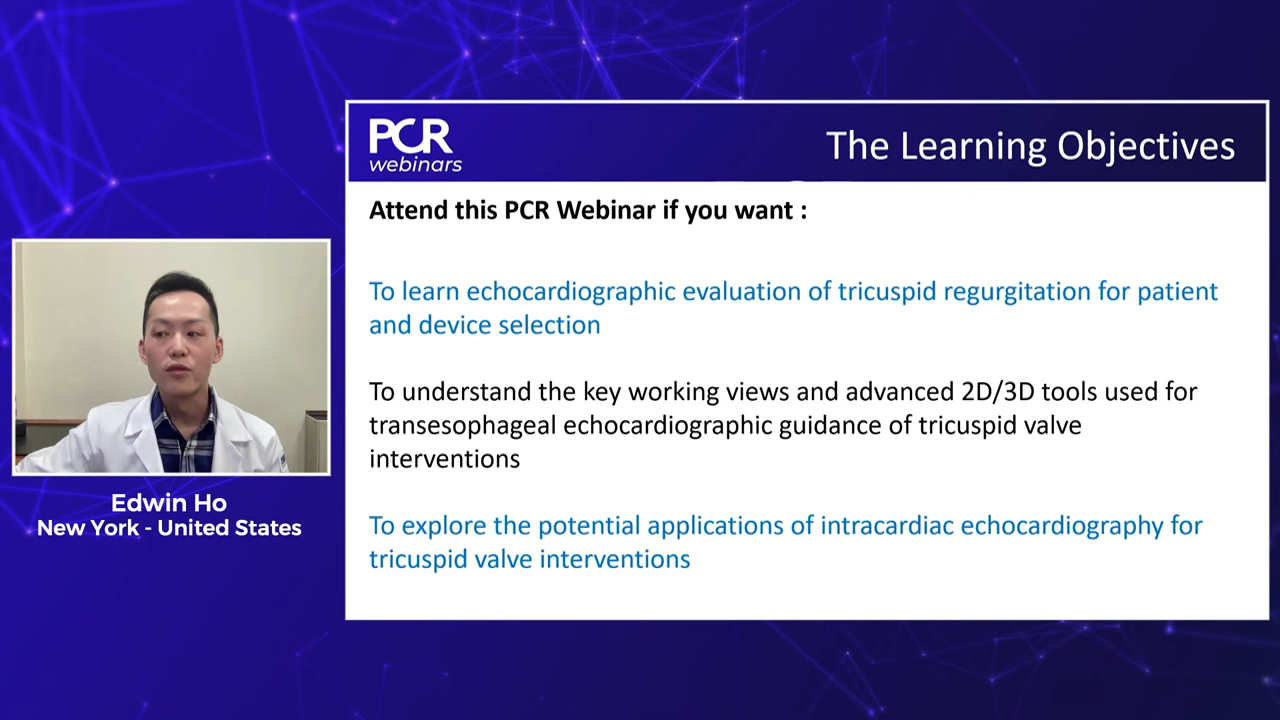 PCR
webinars
The Learning Objectives
Attend this PCR Webinar if you want :
To learn echocardiographic evaluation of tricuspid regurgitation for patient
and device selection
To understand the key working views and advanced 2D/3D tools used for
transesophageal echocardiographic guidance of tricuspid valve
interventions
To explore the potential applications of intracardiac echocardiography for
tricuspid valve interventions
Edwin Ho
New York - United States